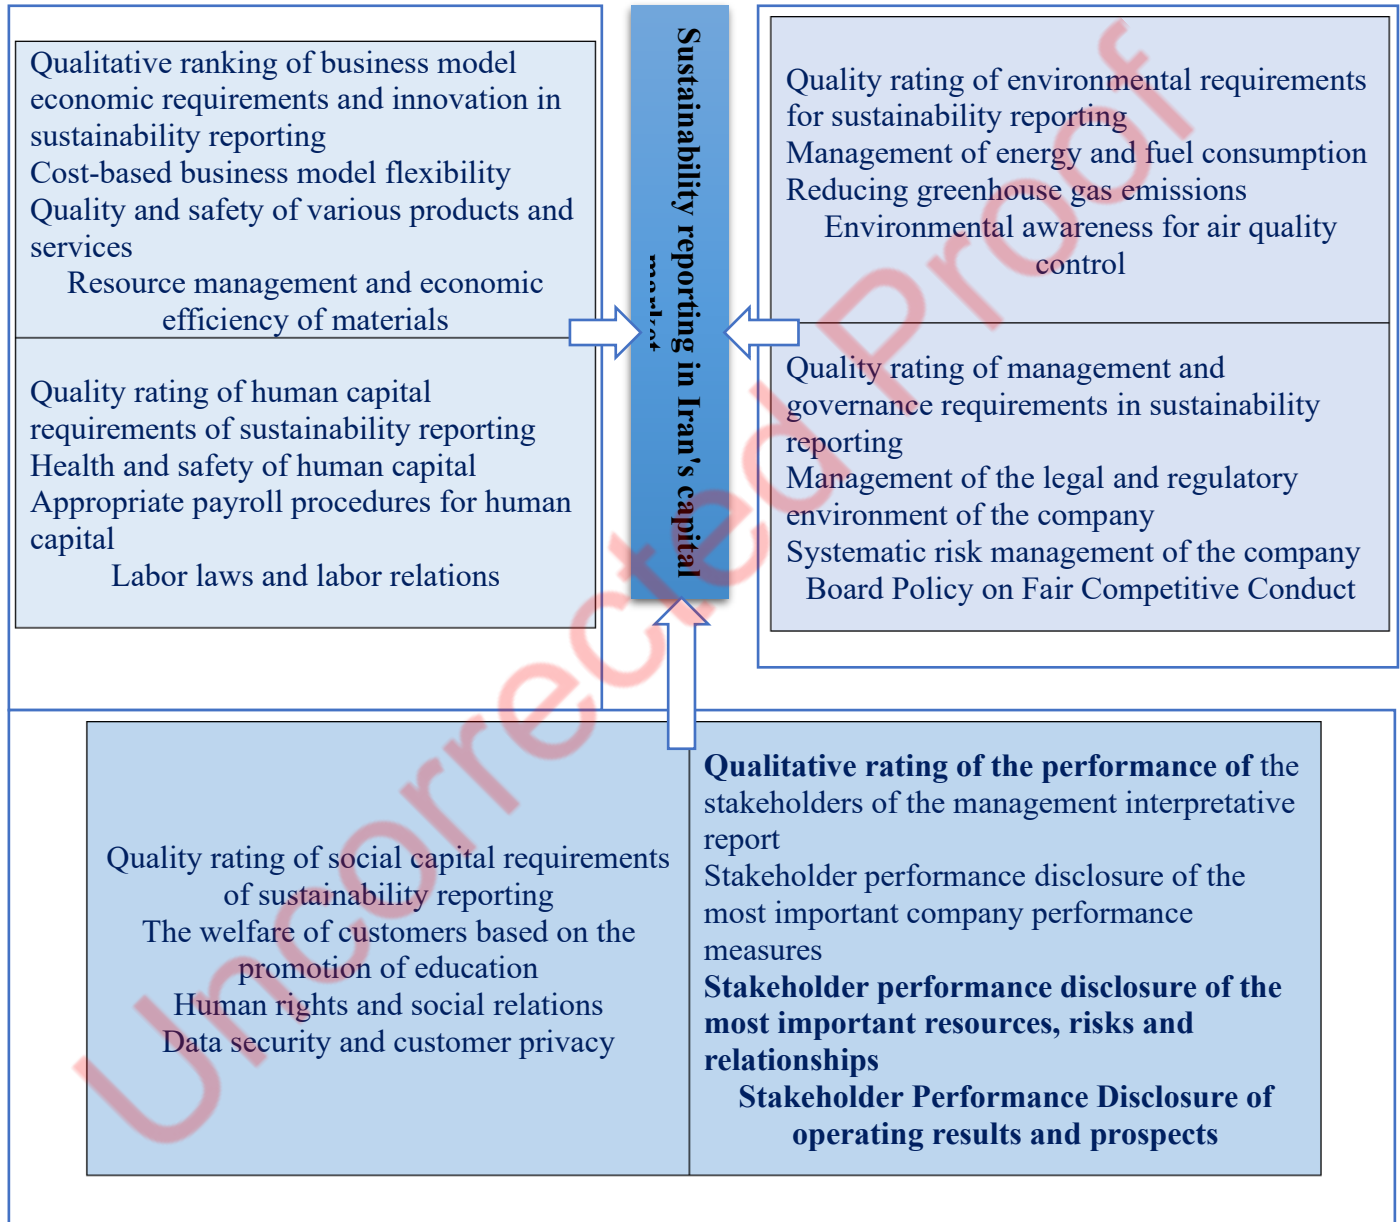 Qualitative ranking of business model
economic requirements and innovation in
sustainability reporting
Cost-based business model flexibility
Quality and safety of various products and
services
Resource management and economic
efficiency of materials
Quality rating of human capital
requirements of sustainability reporting
Health and safety of human capital
Appropriate payroll procedures for human
capital
Labor laws and labor relations
Sustainability reporting in Iran's capital
market
Quality rating of environmental requirements
for sustainability reporting
Management of energy and fuel consumption
Reducing greenhouse gas emissions
Environmental awareness for air quality
control
Quality rating of management and
governance requirements in sustainability
reporting
Management of the legal and regulatory
environment of the company
Systematic risk management of the company
Board Policy on Fair Competitive Conduct
Quality rating of social capital requirements
of sustainability reporting
The welfare of customers based on the
promotion of education
Human rights and social relations
Data security and customer privacy
Qualitative rating of the performance of the
stakeholders of the management interpretative
report
Stakeholder performance disclosure of the
most important company performance
measures
Stakeholder performance disclosure of the
most important resources, risks and
relationships
Stakeholder Performance Disclosure of
operating results and prospects
Uncorrected Proof